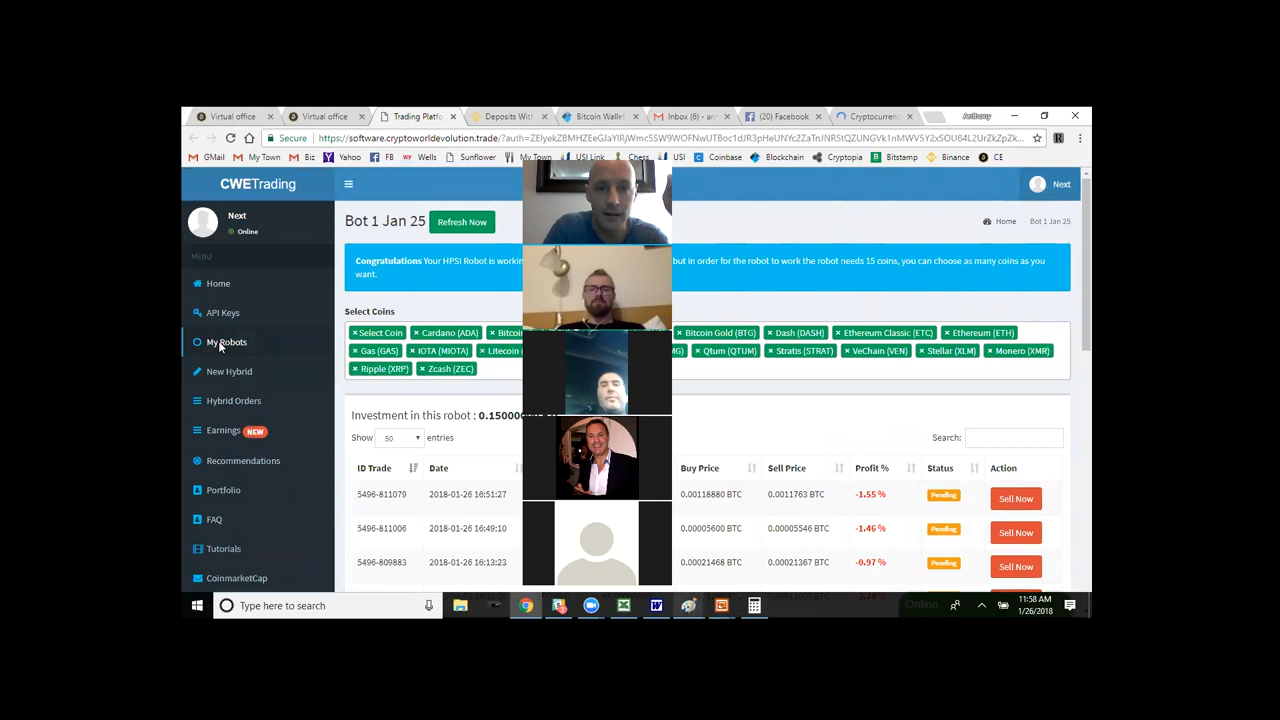 Virtual office
Virtual office
Trading Platfo
Deposits Wit
Bitcoin Wallet
Inbox (6) - an
(20) Facebook
Cryptocurren
Anthony
Secure
GMail
My Town
Biz
Yahoo
FB
Wells
Sunflower
My Town
USI Link
Chess
USI
Coinbase
Blockchain
Cryptopia
Bitstamp
Binance
CE
CWETrading
Next
Next
Online
MENU
Home
API Keys
My Robots
New Hybrid
Hybrid Orders
Earnings NEW
Recommendations
Portfolio
FAQ
Tutorials
CoinmarketCap
Bot 1 Jan 25 Refresh Now
Home Bot 1 Jan 25
Congratulations Your HPSI Robot is workin but in order for the robot to work the robot needs 15 coins, you can choose as many coins as you
want.
Select Coins
×Select Coin ×Cardano (ADA) ×Bitcoin ×Bitcoin Gold (BTG) ×Dash (DASH) ×Ethereum Classic (ETC) ×Ethereum (ETH)
×Gas (GAS) ×IOTA (MIOTA) ×Litecoin MG) ×Qtum (QTUM) ×Stratis (STRAT) ×VeChain (VEN) ×Stellar (XLM) ×Monero (XMR)
×Ripple (XRP) ×Zcash (ZEC)
Investment in this robot : 0.15000
Show 50 entries
Search:
ID Trade Date Buy Price Sell Price Profit % Status Action
5496-811079 2018-01-26 16:51:27 0.00118880 BTC 0.0011763 BTC -1.55 % Pending Sell Now
5496-811006 2018-01-26 16:49:10 0.00005600 BTC 0.00005546 BTC -1.46 % Pending Sell Now
5496-809883 2018-01-26 16:13:23 0.00021468 BTC 0.00021367 BTC -0.97 % Pending Sell Now
Type here to search
Online
11:58 AM
1/26/2018